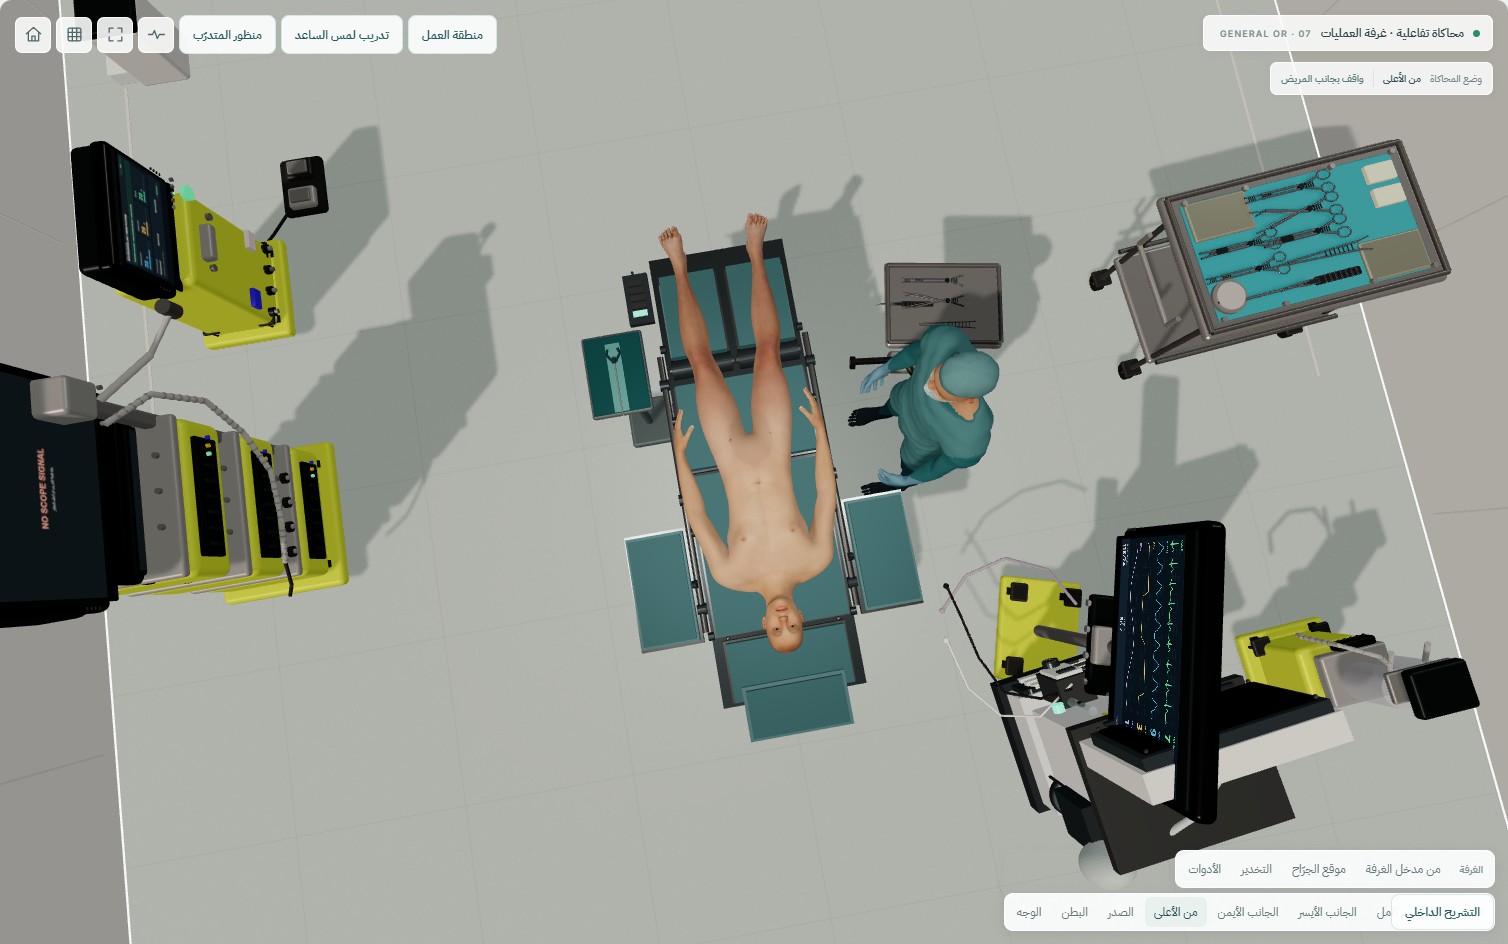 محاكاة تفاعلية · غرفة العمليات GENERAL OR · 07
وضع المحاكاة من الأعلى واقف بجانب المريض
منطقة العمل
تدريب لمس الساعد
منظور المتدرّب
NO SCOPE SIGNAL
الغرفة من مدخل الغرفة موقع الجرّاح التخدير الأدوات
التشريح الداخلي مل الجانب الأيسر الجانب الأيمن من الأعلى الصدر البطن الوجه